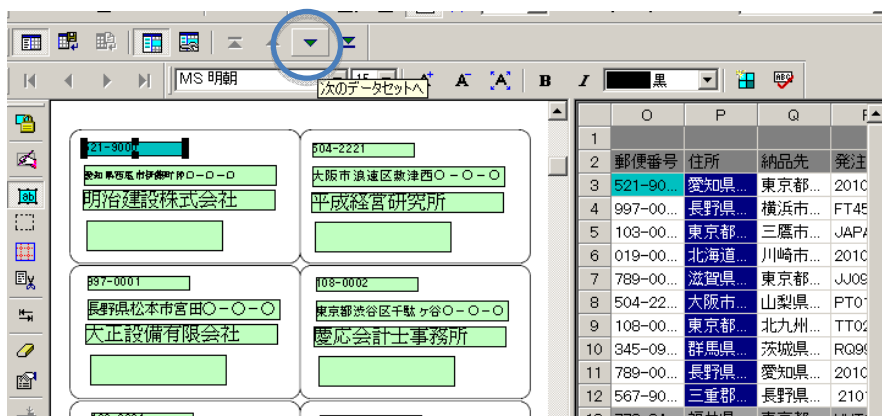 MS 明朝
15
A
A
A
B
I
黒
ABC
次のデータセットへ
ab
521-9000
愛知県西尾市伊藤町〇-〇-〇
明治建設株式会社
504-2221
大阪市浪速区敷津西〇-〇-〇
平成経営研究所
997-0001
長野県松本市宮田〇-〇-〇
大正設備有限会社
108-0002
東京都渋谷区千駄ヶ谷〇-〇-〇
慶応会計士事務所
O P Q
1
2 郵便番号 住所 納品先 発注
3 521-90... 愛知県... 東京都... 2010
4 997-00... 長野県... 横浜市... FT45
5 103-00... 東京都... 三鷹市... JAPA
6 019-00... 北海道... 川崎市... 2010
7 789-00... 滋賀県... 東京都... JJ09
8 504-22... 大阪市... 山梨県... PT01
9 108-00... 東京都... 北九州... TT02
10 345-09... 群馬県... 茨城県... RQ99
11 789-00... 長野県... 愛知県... 2010
12 567-90... 三重県... 長野県... 2101